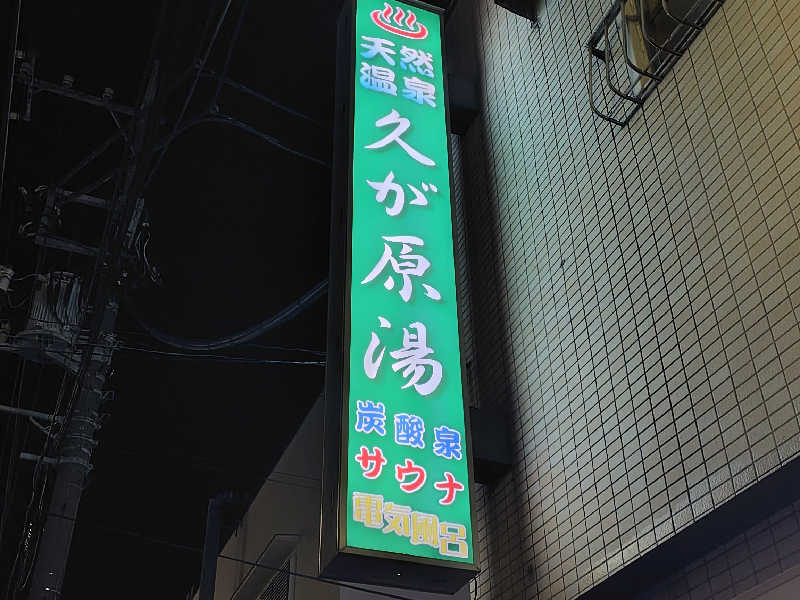 天然
温泉
久が原湯
炭酸泉
サウナ
電気風呂